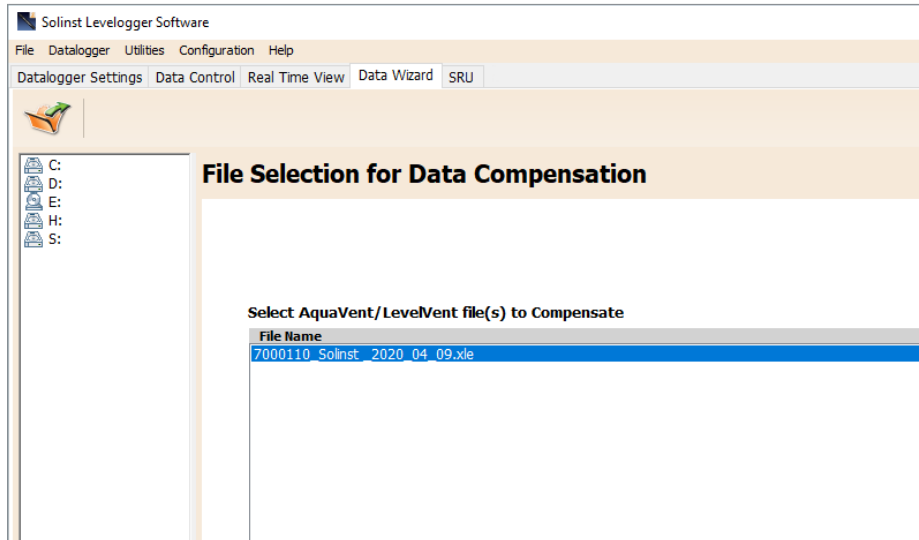 Solinst Levelogger Software
File Datalogger Utilities Configuration Help
Datalogger Settings Data Control Real Time View Data Wizard SRU
C:
D:
E:
H:
S:
File Selection for Data Compensation
Select AquaVent/LevelVent file(s) to Compensate
File Name
7000110_Solinst _2020_04_09.xle